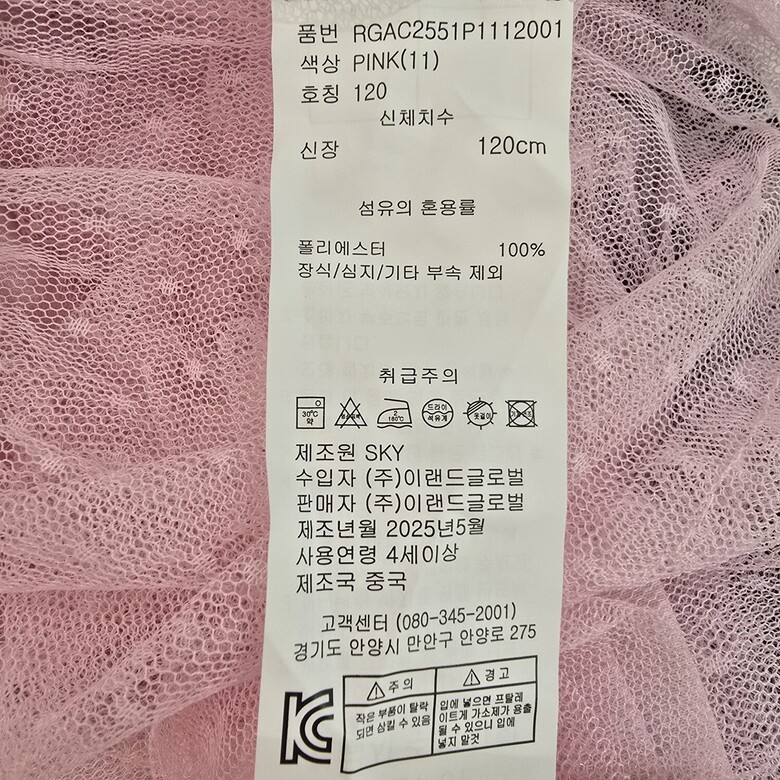 품번 RGAC2551P1112001
색상 PINK(11)
호칭 120
신체치수
신장 120cm
섬유의 혼용률
폴리에스터 100%
장식/심지/기타 부속 제외
취급주의
30℃ 약
2 160℃
드라이 석유계
옷걸이
제조원 SKY
수입자 (주)이랜드글로벌
판매자 (주)이랜드글로벌
제조년월 2025년5월
사용연령 4세이상
제조국 중국
고객센터 (080-345-2001)
경기도 안양시 만안구 안양로 275
주의
작은 부품이 탈락
되면 삼킬 수 있음
경고
입에 넣으면 프탈레
이트계 가소제가 용출
될 수 있으니 입에
넣지 말것